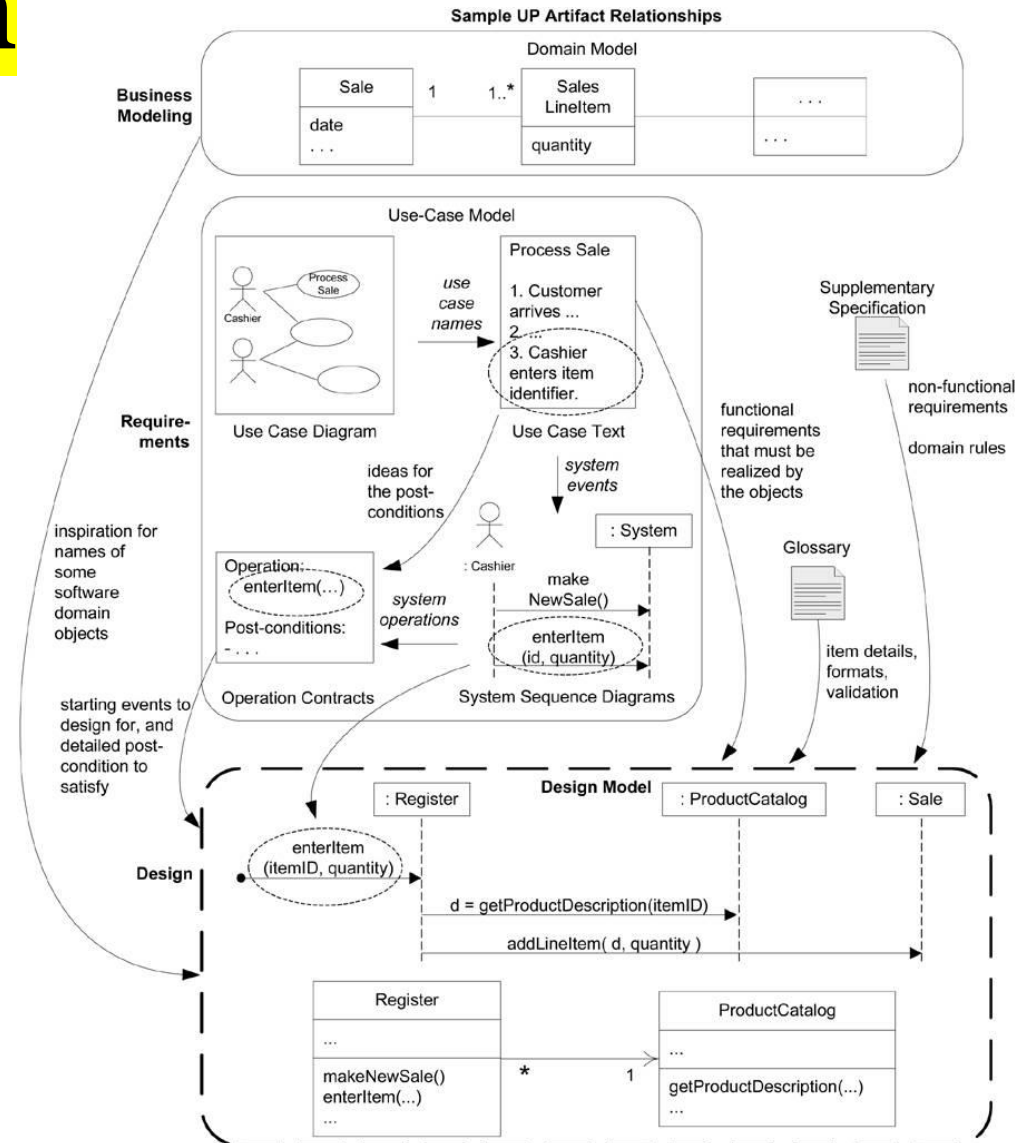 Sample UP Artifact Relationships
Domain Model
Business
Modeling
Sale
date
. . .
1
1..*
Sales
LineItem
quantity
. . .
. . .
Use-Case Model
Require-
ments
Process
Sale
Cashier
Use Case Diagram
use
case
names
Process Sale
1. Customer
arrives ...
2. ...
3. Cashier
enters item
identifier.
Use Case Text
ideas for
the post-
conditions
system
events
Operation:
enterItem(…)
Post-conditions:
- . . .
Operation Contracts
system
operations
: Cashier
: System
make
NewSale()
enterItem
(id, quantity)
System Sequence Diagrams
functional
requirements
that must be
realized by
the objects
Supplementary
Specification
non-functional
requirements
domain rules
Glossary
item details,
formats,
validation
inspiration for
names of
some
software
domain
objects
starting events to
design for, and
detailed post-
condition to
satisfy
Design
Design Model
: Register
: ProductCatalog
: Sale
enterItem
(itemID, quantity)
d = getProductDescription(itemID)
addLineItem( d, quantity )
Register
...
makeNewSale()
enterItem(...)
...
*
1
ProductCatalog
...
getProductDescription(...)
...